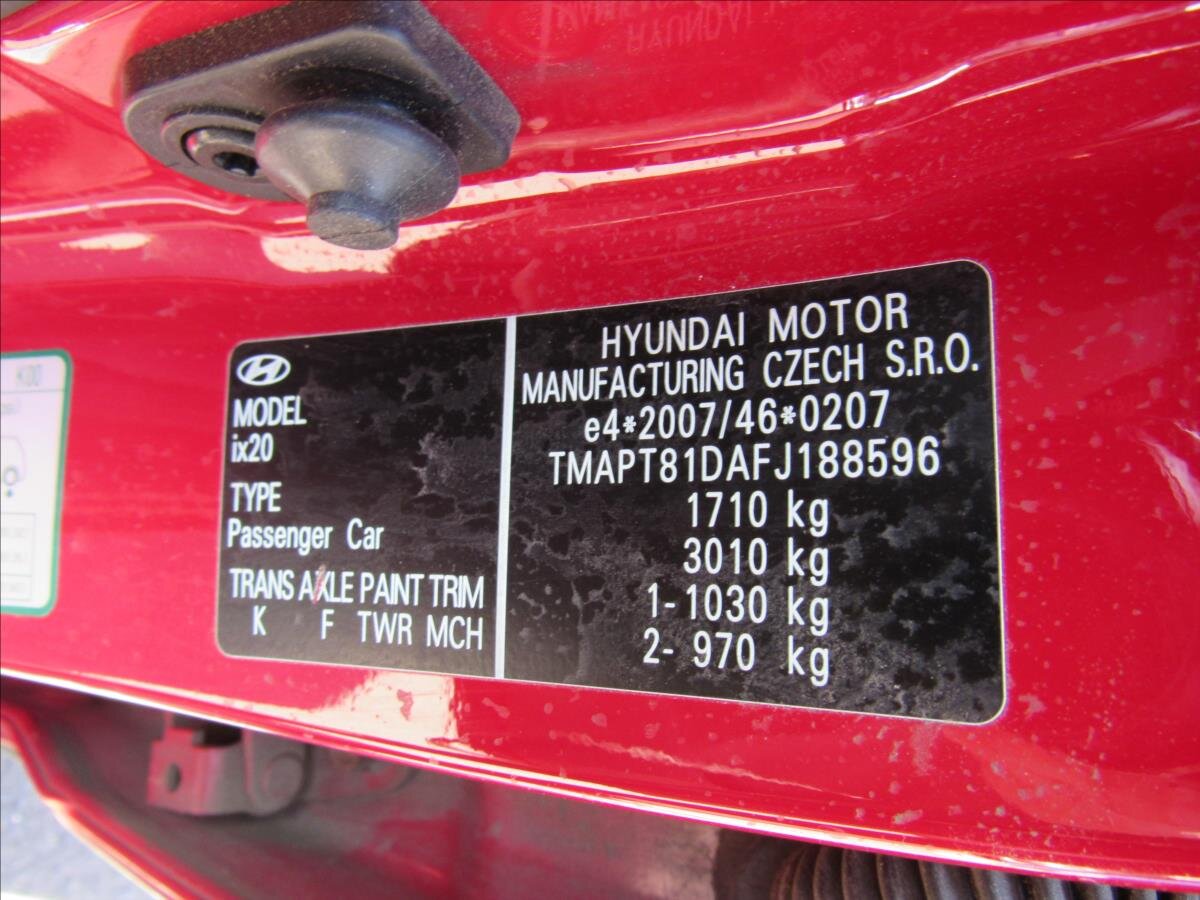 MODEL
ix20
TYPE
Passenger Car
TRANS AXLE PAINT TRIM
K F TWR MCH
HYUNDAI MOTOR
MANUFACTURING CZECH S.R.O.
e4*2007/46*0207
TMAPT81DAFJ188596
1710 kg
3010 kg
1- 1030 kg
2- 970 kg